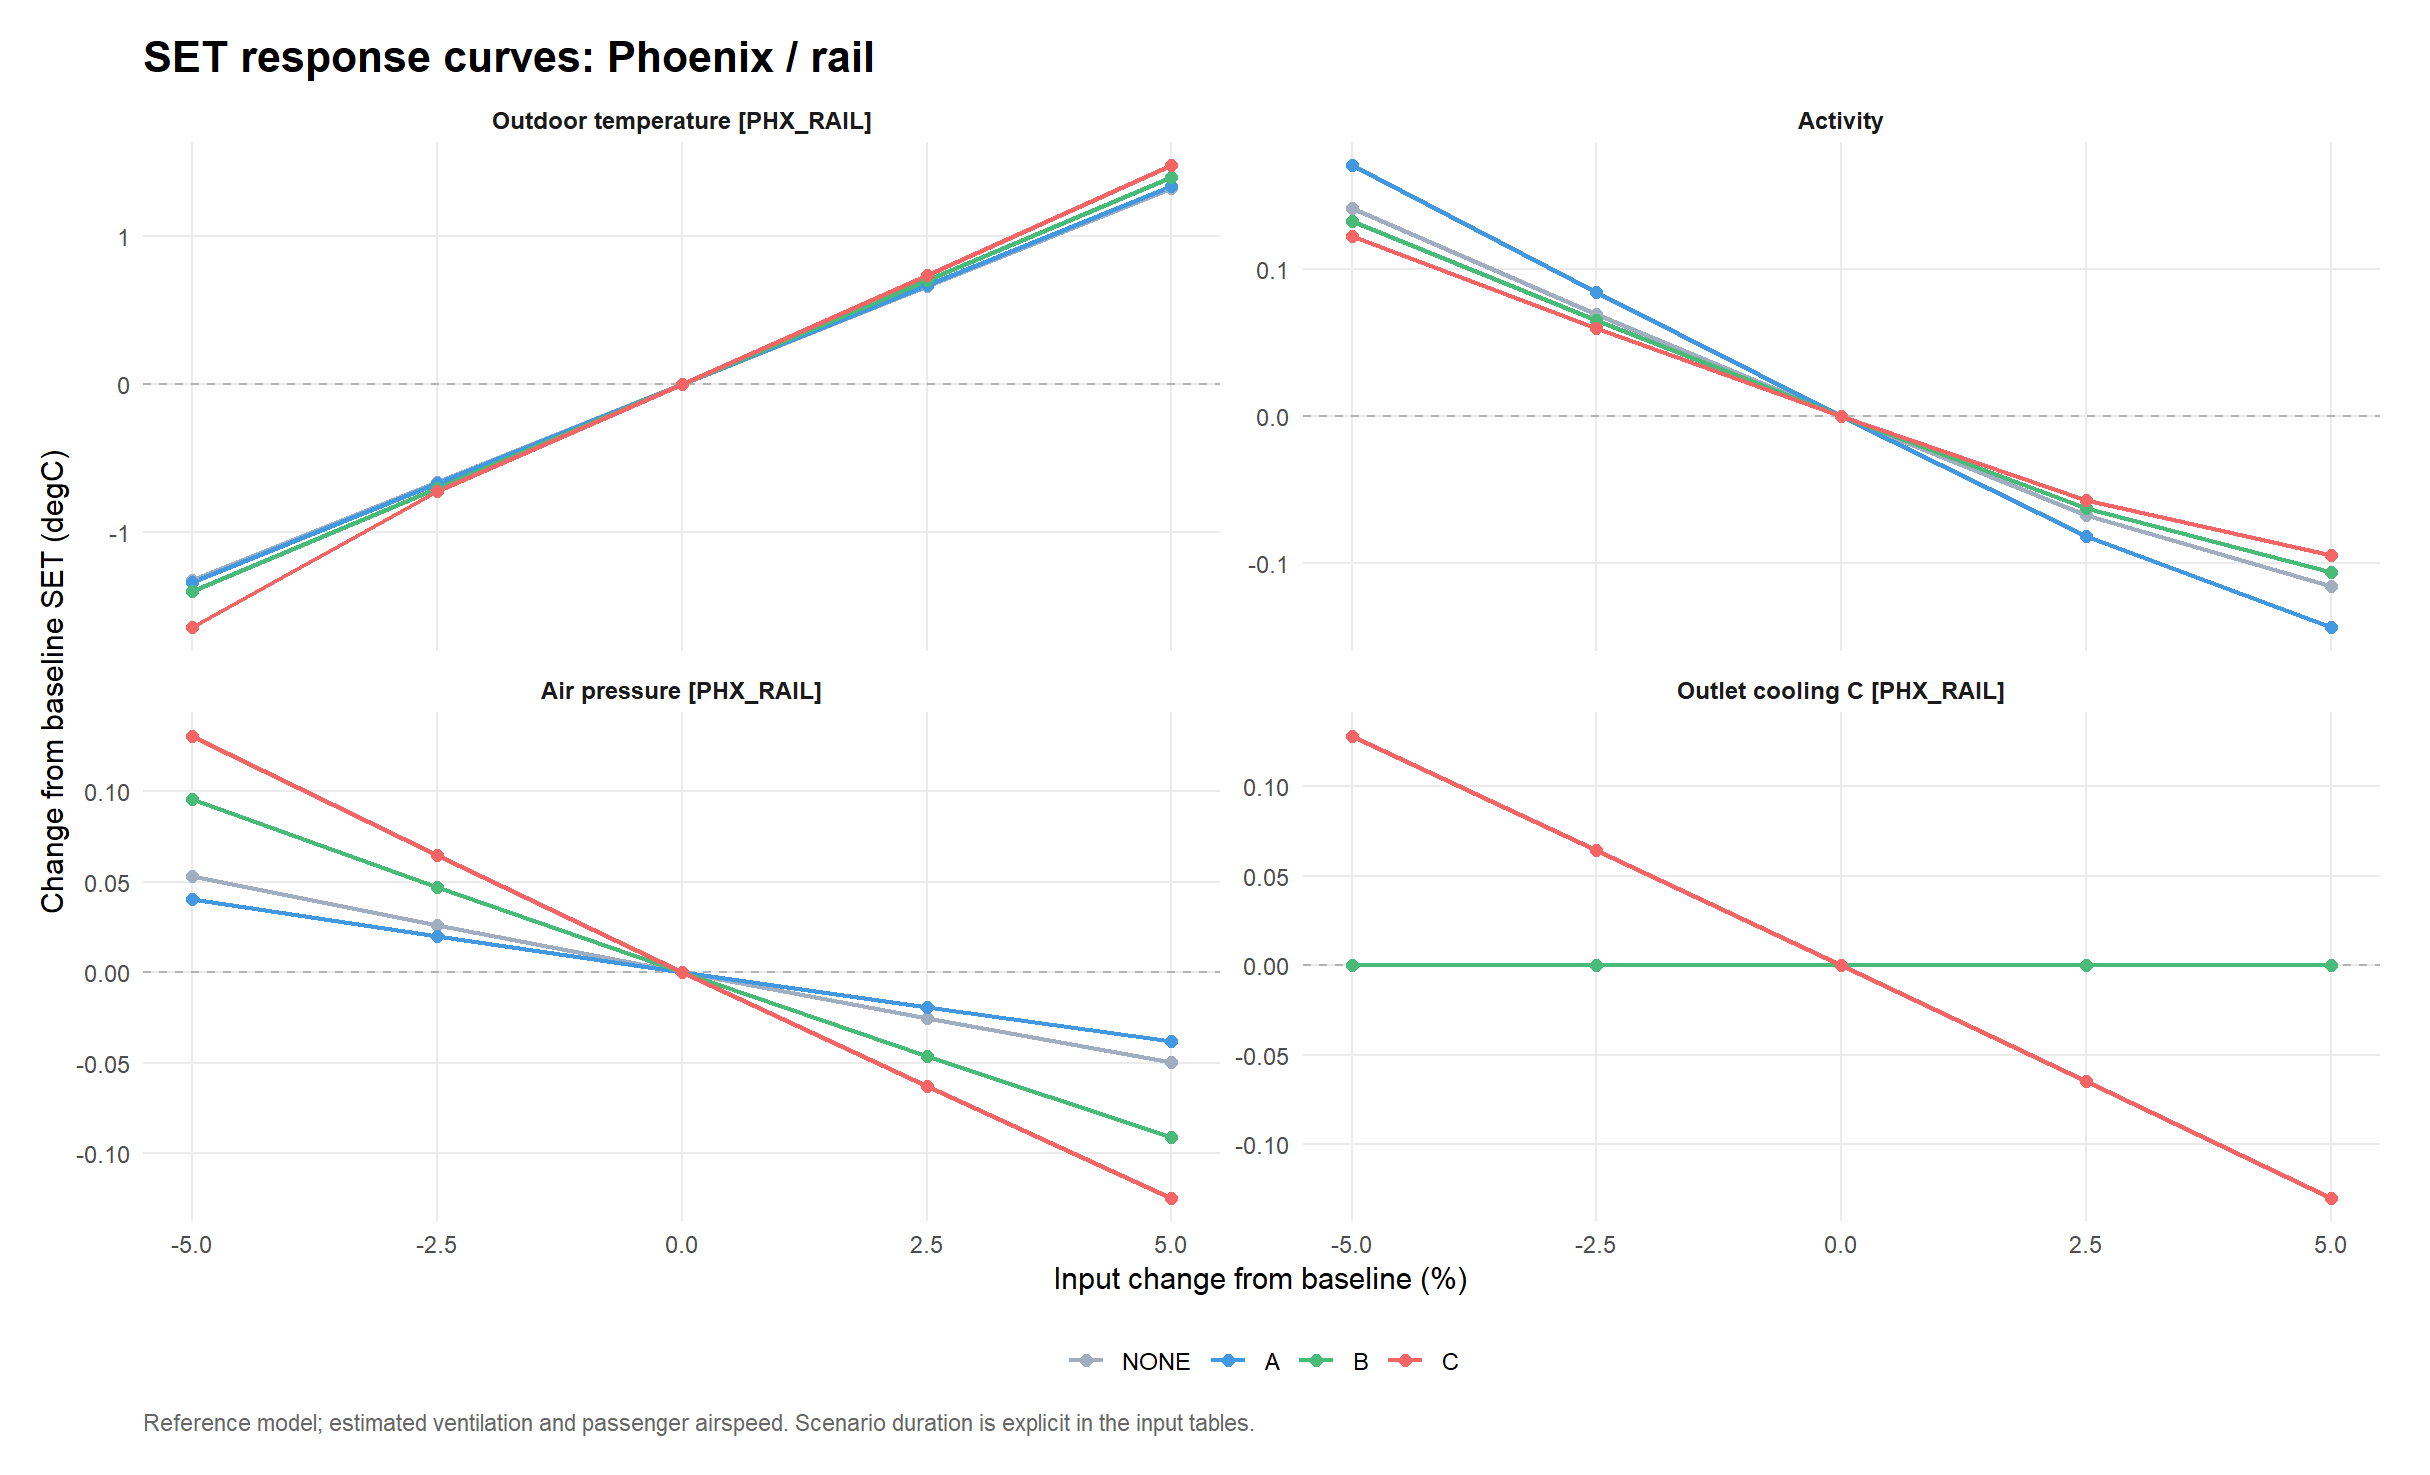 SET response curves: Phoenix / rail
Outdoor temperature [PHX_RAIL]
Activity
1
0
-1
0.1
0.0
-0.1
Change from baseline SET (degC)
Air pressure [PHX_RAIL]
Outlet cooling C [PHX_RAIL]
0.10
0.05
0.00
-0.05
-0.10
0.10
0.05
0.00
-0.05
-0.10
-5.0 -2.5 0.0 2.5 5.0
-5.0 -2.5 0.0 2.5 5.0
Input change from baseline (%)
NONE A B C
Reference model; estimated ventilation and passenger airspeed. Scenario duration is explicit in the input tables.